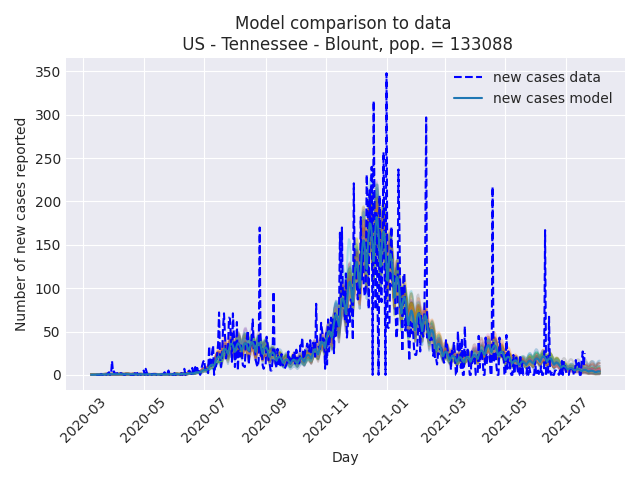 Model comparison to data
US - Tennessee - Blount, pop. = 133088
new cases data
new cases model
Number of new cases reported
350
300
250
200
150
100
50
0
2020-03
2020-05
2020-07
2020-09
2020-11
2021-01
2021-03
2021-05
2021-07
Day